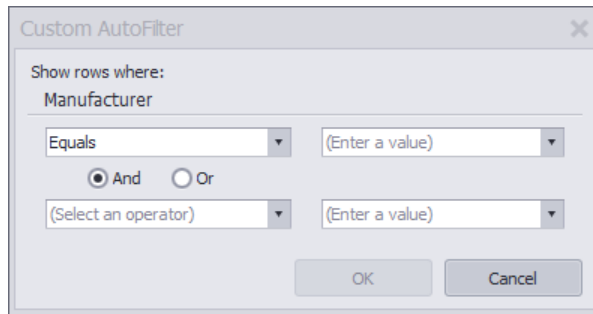 Custom AutoFilter
Show rows where:
Manufacturer
Equals (Enter a value)
And Or
(Select an operator) (Enter a value)
OK Cancel